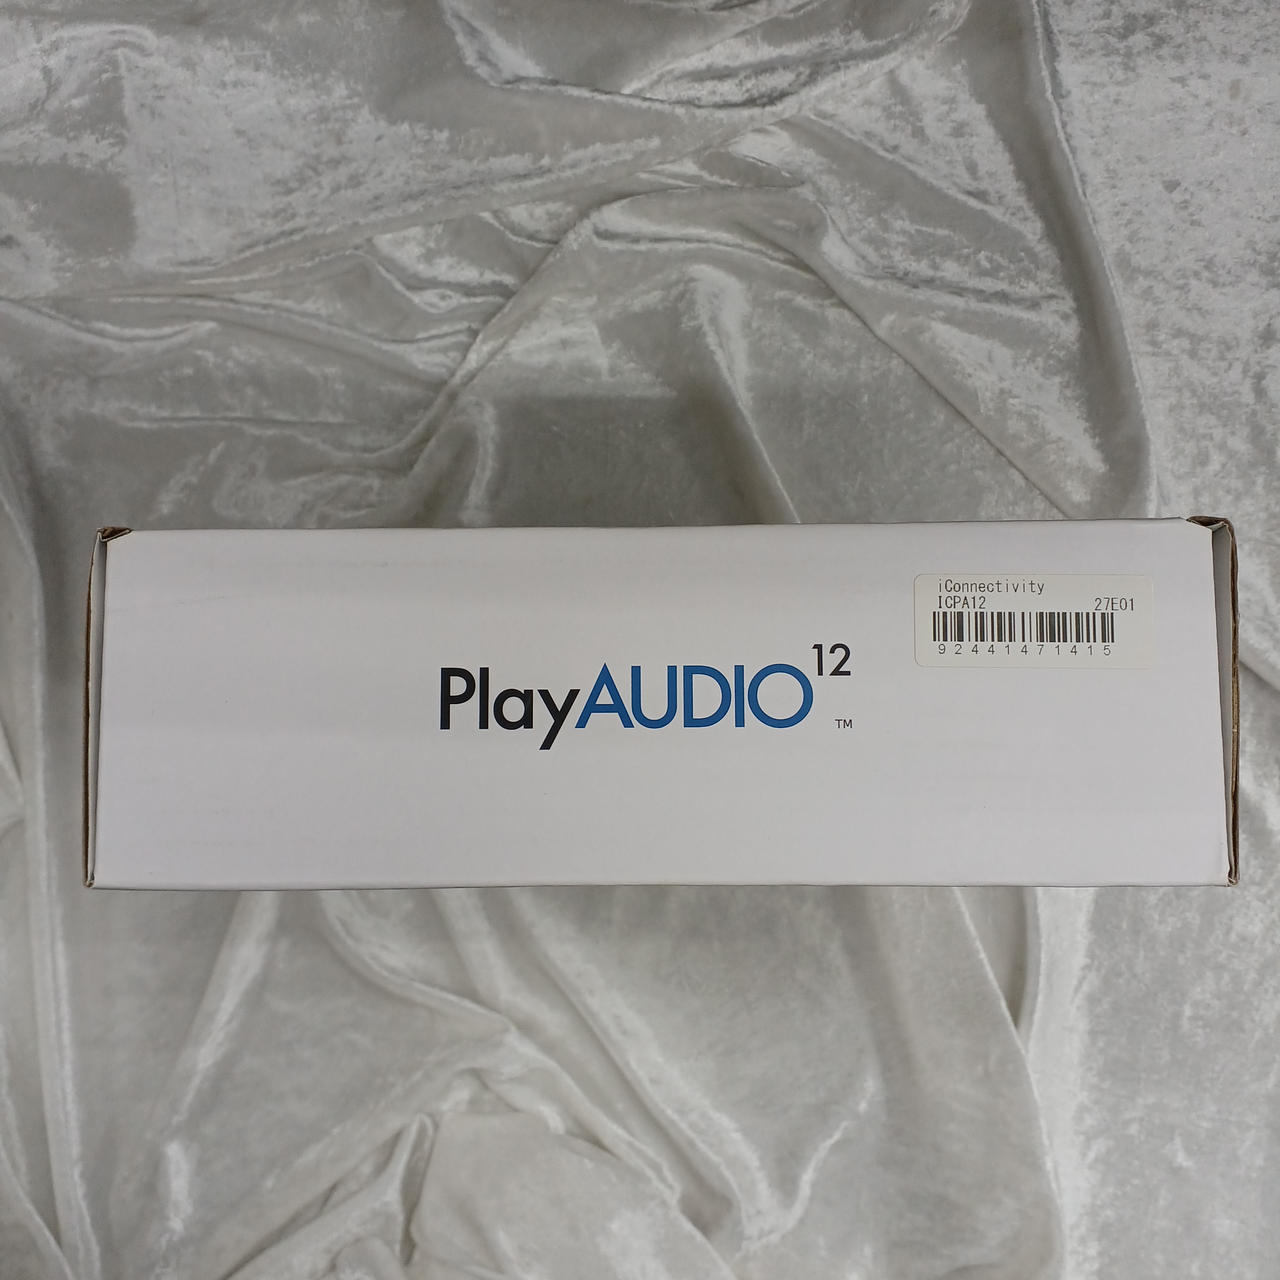 iConnectivity
ICPA12 27E01
92441471415
PlayAUDIO12
TM